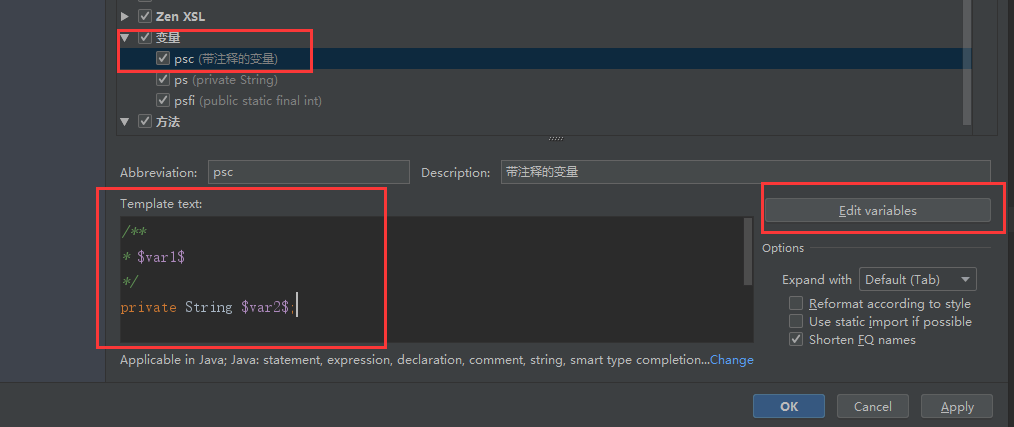 Zen XSL
变量
psc (带注释的变量)
ps (private String)
psfi (public static final int)
方法
Abbreviation: psc Description: 带注释的变量
Template text:
Edit variables
/**
* $var1$
*/
private String $var2$;
Options
Expand with Default (Tab)
Reformat according to style
Use static import if possible
Shorten FQ names
Applicable in Java; Java: statement, expression, declaration, comment, string, smart type completion...Change
OK Cancel Apply